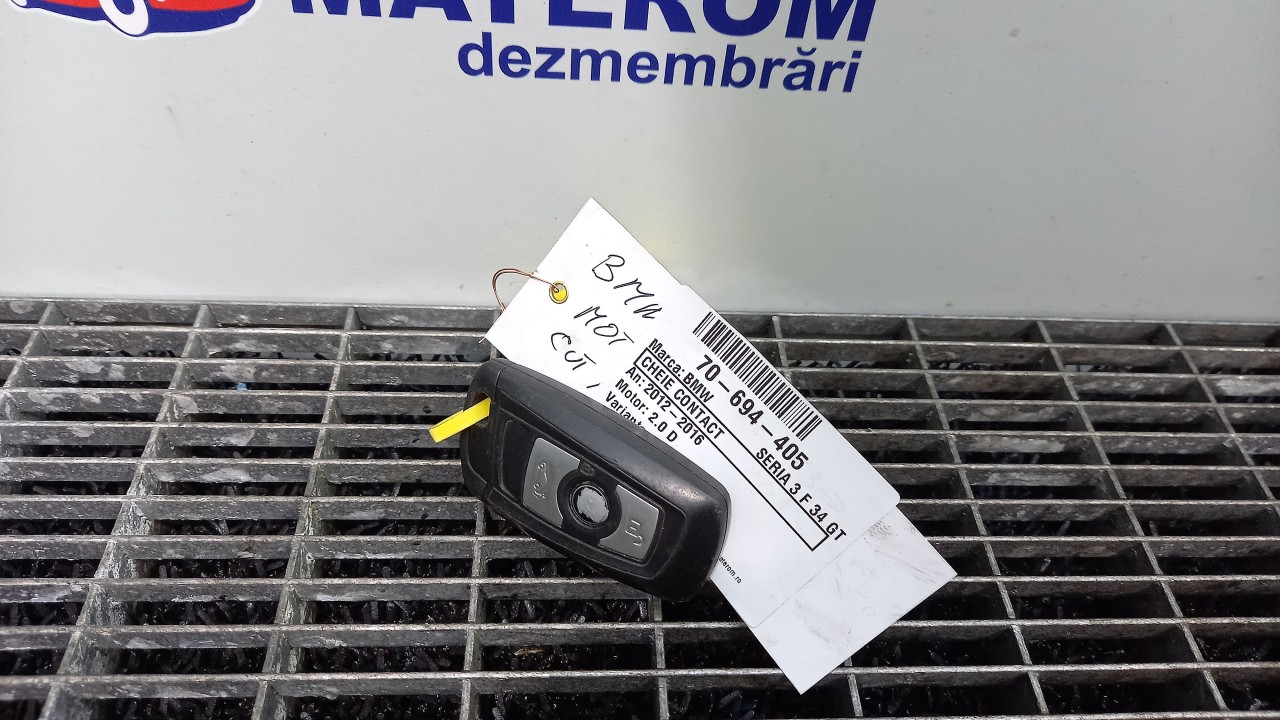 MATEROM
dezmembrări
BMW
MOT
CUT
70-694-405
Marca: BMW SERIA 3 F 34 GT
CHEIE CONTACT
An: 2012 - 2016
Motor: 2.0 D